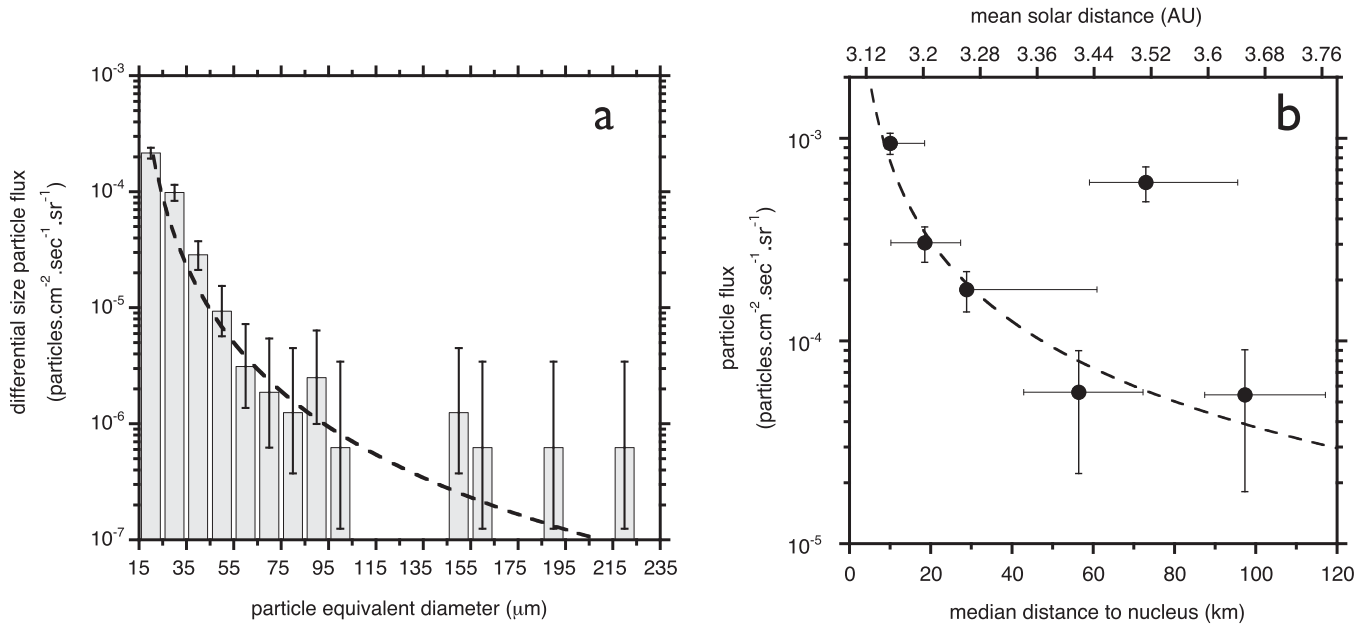 mean solar distance (AU)
3.12 3.2 3.28 3.36 3.44 3.52 3.6 3.68 3.76
a
b
differential size particle flux
(particles.cm⁻².sec⁻¹.sr⁻¹)
10⁻³
10⁻⁴
10⁻⁵
10⁻⁶
10⁻⁷
15 35 55 75 95 115 135 155 175 195 215 235
particle equivalent diameter (μm)
particle flux
(particles.cm⁻².sec⁻¹.sr⁻¹)
10⁻³
10⁻⁴
10⁻⁵
0 20 40 60 80 100 120
median distance to nucleus (km)